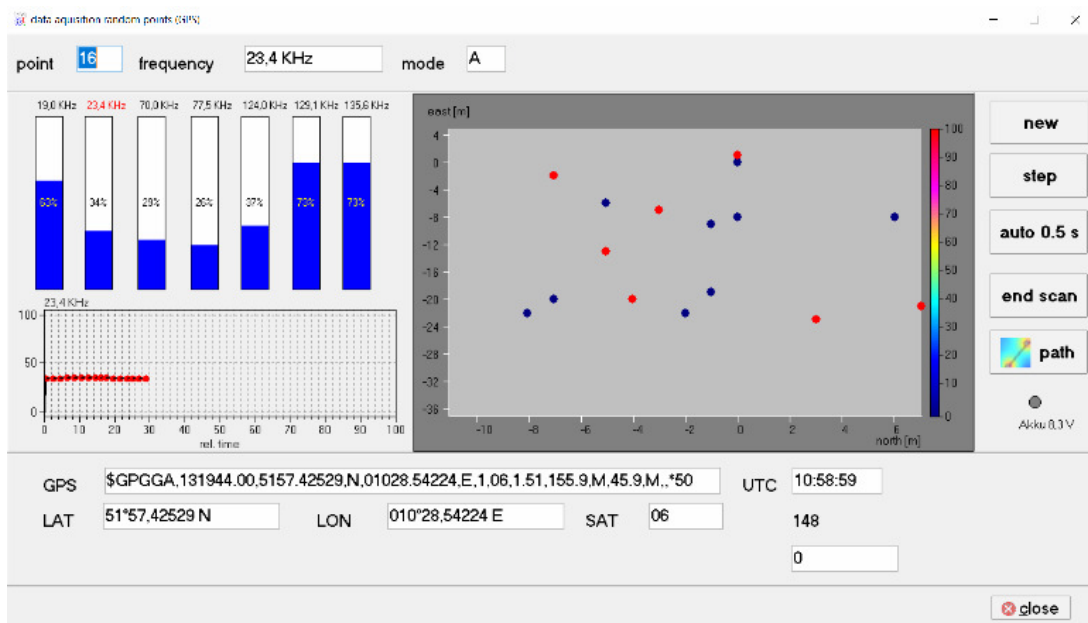 data aquisition random points (GPS)
point 16 frequency 23,4 KHz mode A
19,6 KHz 23,4 KHz 70,0 KHz 77,5 KHz 124,0 KHz 129,1 KHz 135,6 KHz
63% 34% 28% 26% 37% 73% 73%
23,4 KHz
100
50
0
0 10 20 30 40 50 60 70 80 90 100
rel. time
east [m]
4
0
-4
-8
-12
-16
-20
-24
-28
-32
-36
-10 -8 -6 -4 -2 0 2 4 6
north [m]
100
90
80
70
60
50
40
30
20
10
0
new
step
auto 0.5 s
end scan
path
Akku 8,3 V
GPS $GPGGA,131944.00,5157.42529,N,01028.54224,E,1,06,1.51,155.9,M,45.9,M,,*50 UTC 10:58:59
LAT 51°57,42529 N LON 010°28,54224 E SAT 06 148
0
close